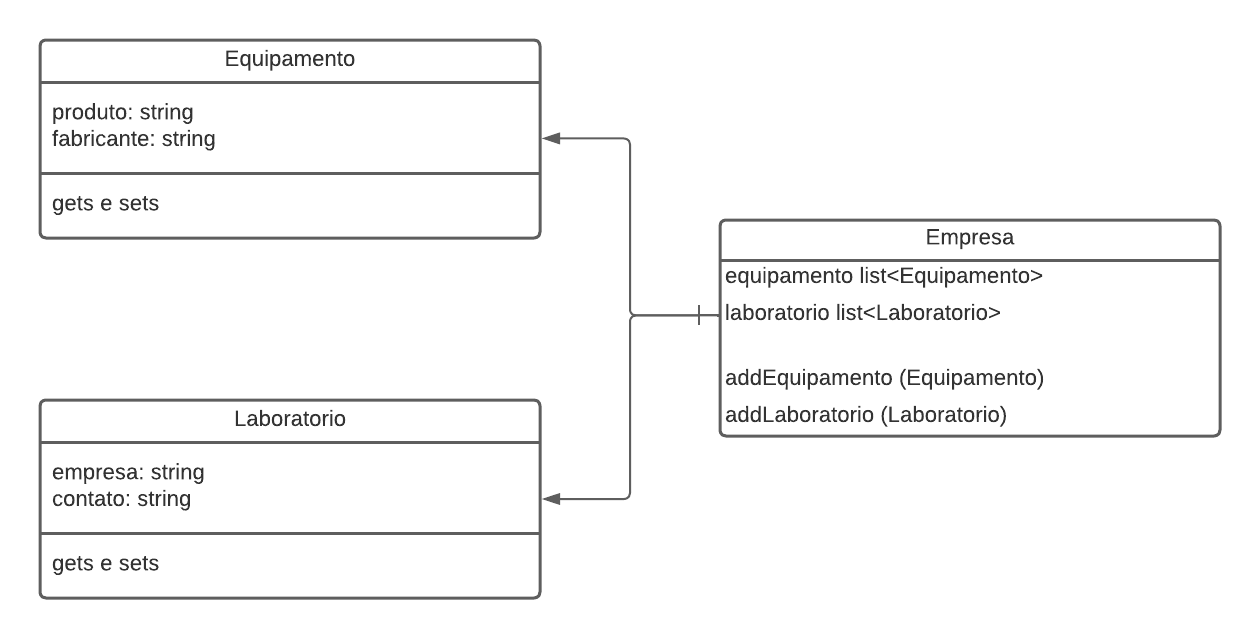 Equipamento
produto: string
fabricante: string
gets e sets
Empresa
equipamento list<Equipamento>
laboratorio list<Laboratorio>
addEquipamento (Equipamento)
addLaboratorio (Laboratorio)
Laboratorio
empresa: string
contato: string
gets e sets